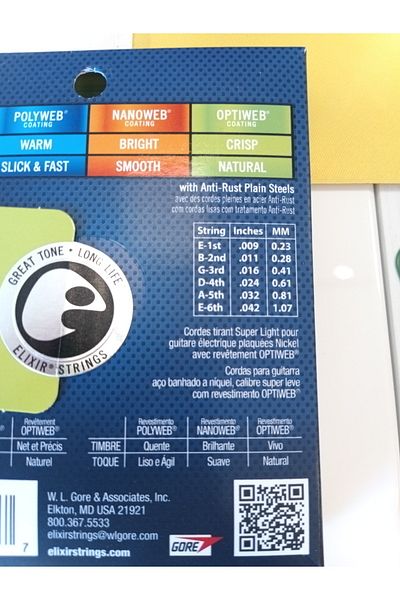 POLYWEB® NANOWEB® OPTIWEB®
COATING COATING COATING
WARM BRIGHT CRISP
SLICK & FAST SMOOTH NATURAL
with Anti-Rust Plain Steels
avec des cordes pleines en acier Anti-Rust
com cordas lisas com tratamento Anti-Rust
String Inches MM
E-1st .009 0.23
B-2nd .011 0.28
G-3rd .016 0.41
D-4th .024 0.61
A-5th .032 0.81
E-6th .042 1.07
GREAT TONE • LONG LIFE
ELIXIR® STRINGS
Cordes tirant Super Light pour
guitare électrique plaquées Nickel
avec revêtement OPTIWEB®
Cordas para guitarra
aço banhado a níquel, calibre super leve
com revestimento OPTIWEB®
Revêtement Revestimento Revestimento Revestimento
OPTIWEB® POLYWEB® NANOWEB® OPTIWEB®
Net et Précis TIMBRE Quente Brilhante Vivo
Naturel TOQUE Liso e Ágil Suave Natural
W. L. Gore & Associates, Inc.
Elkton, MD USA 21921
800.367.5533
elixirstrings@wlgore.com
elixirstrings.com
GORE
7